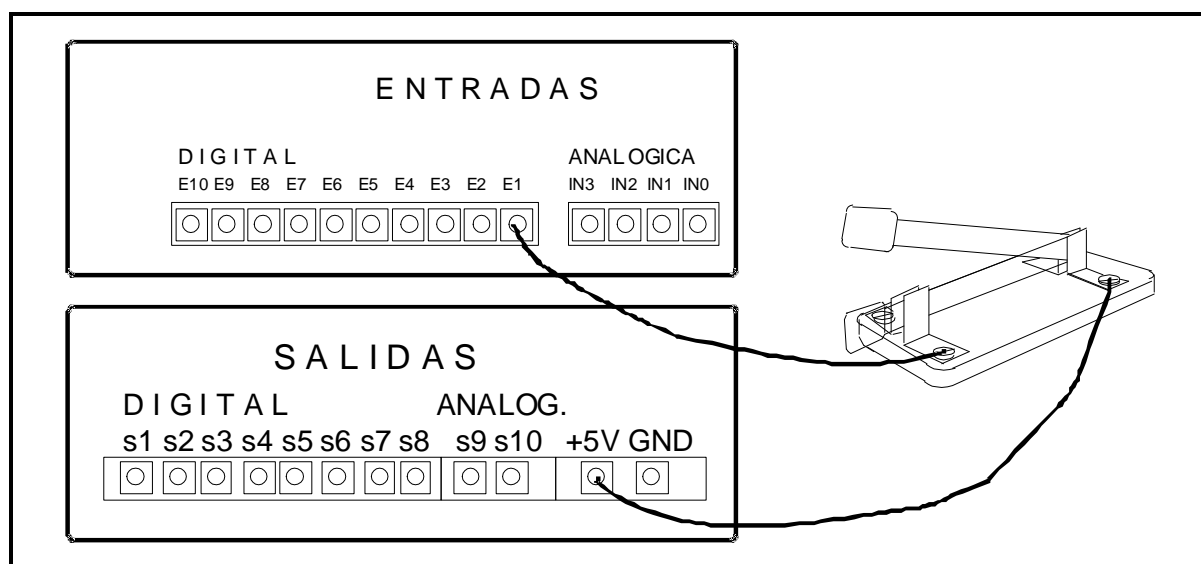 ENTRADAS
DIGITAL ANALOGICA
E10 E9 E8 E7 E6 E5 E4 E3 E2 E1 IN3 IN2 IN1 IN0
SALIDAS
DIGITAL ANALOG.
s1 s2 s3 s4 s5 s6 s7 s8 s9 s10 +5V GND